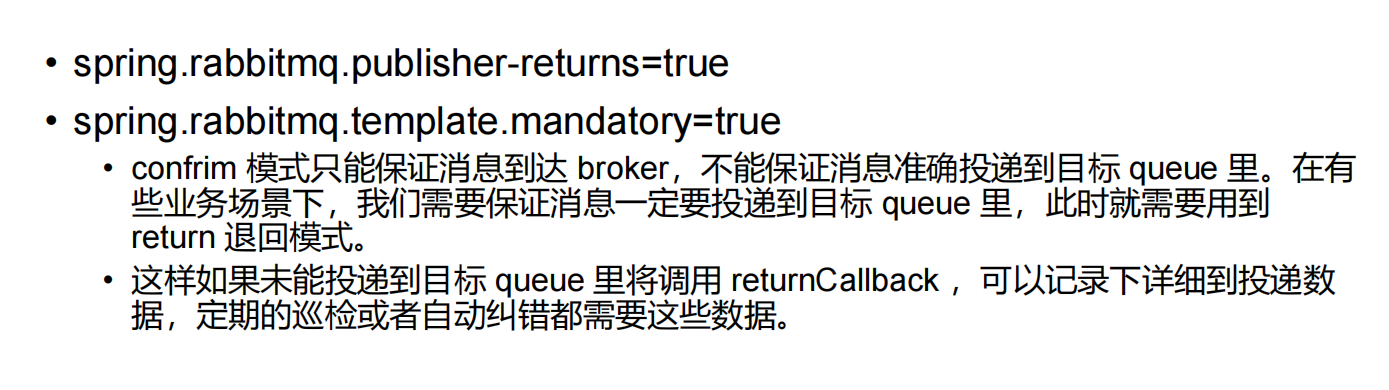 • spring.rabbitmq.publisher-returns=true
• spring.rabbitmq.template.mandatory=true
• confrim 模式只能保证消息到达 broker，不能保证消息准确投递到目标 queue 里。在有
些业务场景下，我们需要保证消息一定要投递到目标 queue 里，此时就需要用到
return 退回模式。
• 这样如果未能投递到目标 queue 里将调用 returnCallback ，可以记录下详细到投递数
据，定期的巡检或者自动纠错都需要这些数据。